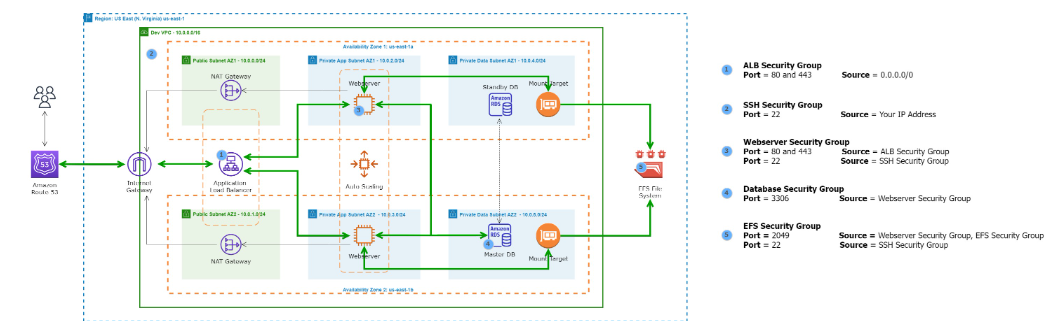 Region: US East (N. Virginia) us-east-1
Dev VPC - 10.0.0.0/16
2
Availability Zone 1: us-east-1a
Public Subnet AZ1 - 10.0.0.0/24
Private App Subnet AZ1 - 10.0.2.0/24
Private Data Subnet AZ1 - 10.0.4.0/24
NAT Gateway
Webserver
3
Standby DB
Amazon
RDS
Mount Target
53
Amazon
Route 53
Internet
Gateway
1
Application
Load Balancer
Auto Scaling
5
EFS File
System
Public Subnet AZ2 - 10.0.1.0/24
Private App Subnet AZ2 - 10.0.3.0/24
Private Data Subnet AZ2 - 10.0.5.0/24
NAT Gateway
Webserver
Amazon
RDS
4
Master DB
Mount Target
Availability Zone 2: us-east-1b
1
ALB Security Group
Port = 80 and 443 Source = 0.0.0.0/0
2
SSH Security Group
Port = 22 Source = Your IP Address
3
Webserver Security Group
Port = 80 and 443 Source = ALB Security Group
Port = 22 Source = SSH Security Group
4
Database Security Group
Port = 3306 Source = Webserver Security Group
5
EFS Security Group
Port = 2049 Source = Webserver Security Group, EFS Security Group
Port = 22 Source = SSH Security Group